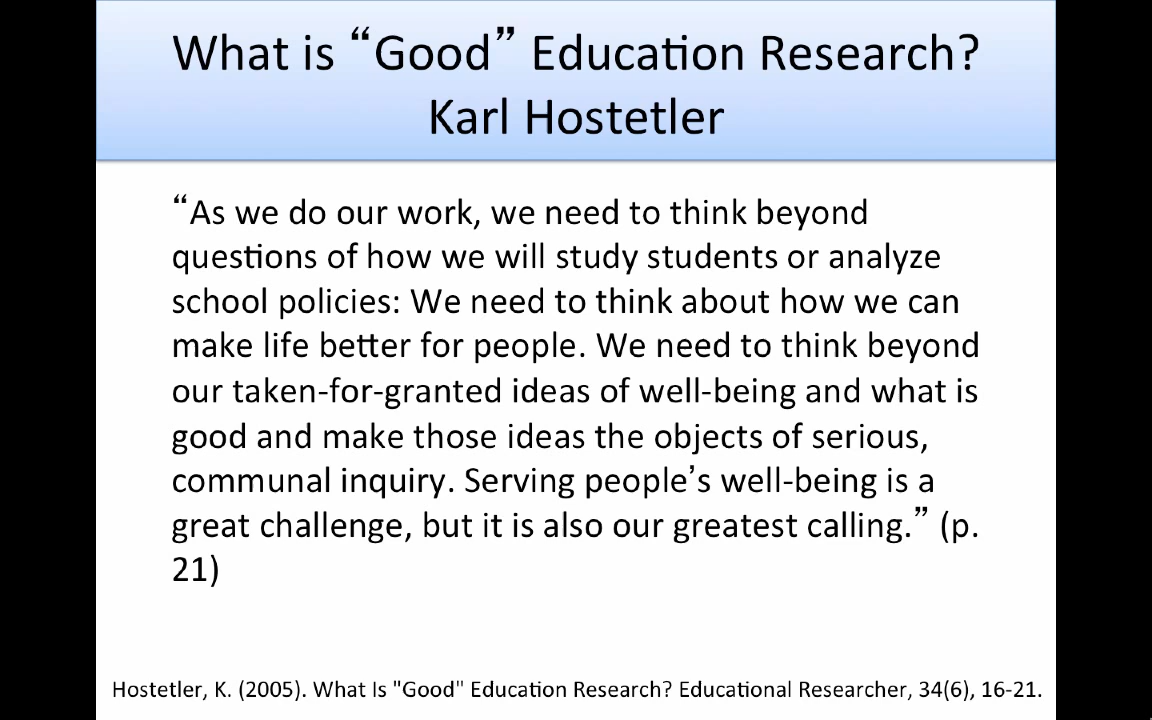 What is “Good” Education Research?
Karl Hostetler
“As we do our work, we need to think beyond
questions of how we will study students or analyze
school policies: We need to think about how we can
make life better for people. We need to think beyond
our taken-for-granted ideas of well-being and what is
good and make those ideas the objects of serious,
communal inquiry. Serving people’s well-being is a
great challenge, but it is also our greatest calling.” (p.
21)
Hostetler, K. (2005). What Is "Good" Education Research? Educational Researcher, 34(6), 16-21.